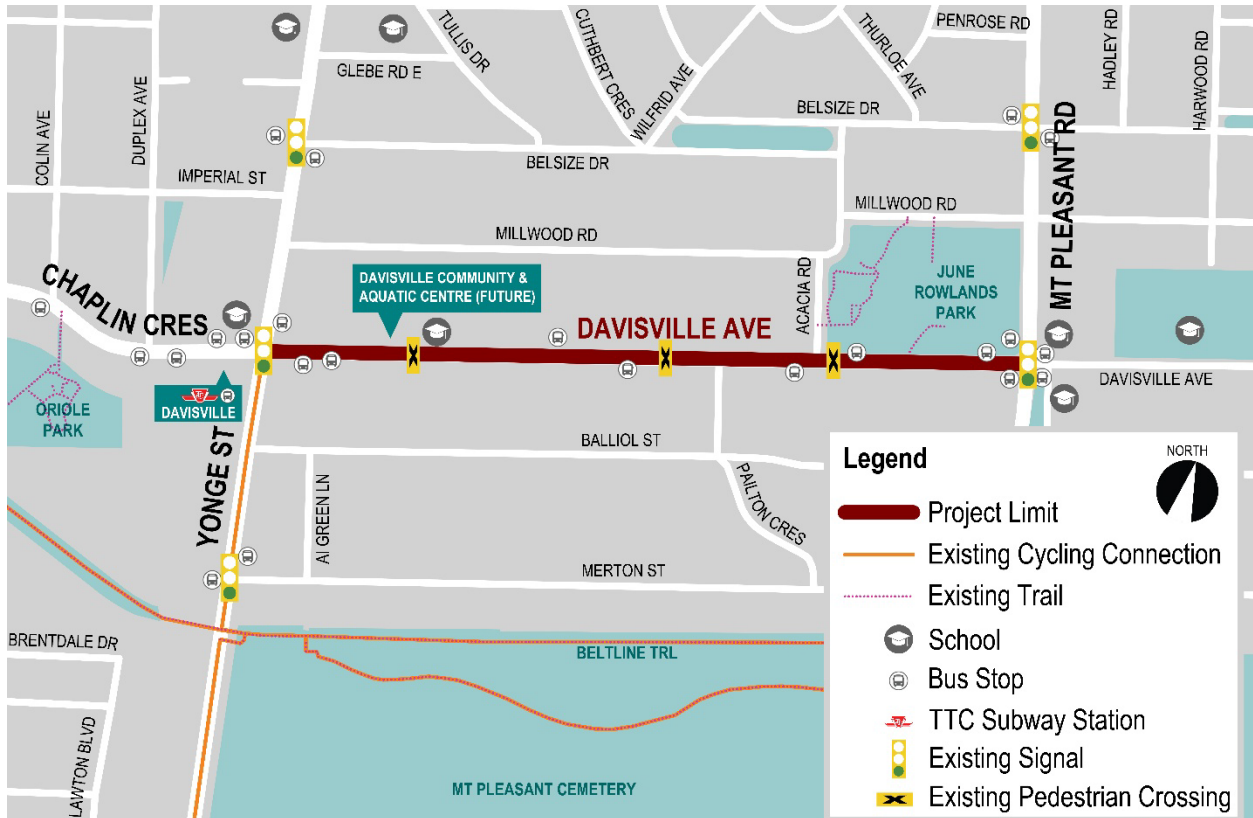 PENROSE RD
TULLIS DR
CUTHBERT CRES
THURLOE AVE
HADLEY RD
HARWOOD RD
GLEBE RD E
WILFRID AVE
COLIN AVE
DUPLEX AVE
BELSIZE DR
MT PLEASANT RD
BELSIZE DR
IMPERIAL ST
MILLWOOD RD
MILLWOOD RD
CHAPLIN CRES
DAVISVILLE COMMUNITY &
AQUATIC CENTRE (FUTURE)
ACACIA RD
JUNE
ROWLANDS
PARK
DAVISVILLE AVE
DAVISVILLE AVE
DAVISVILLE
ORIOLE
PARK
YONGE ST
BALLIOL ST
Al GREEN LN
PAILTON CRES
MERTON ST
BRENTDALE DR
BELTLINE TRL
LAWTON BLVD
MT PLEASANT CEMETERY
Legend
NORTH
Project Limit
Existing Cycling Connection
Existing Trail
School
Bus Stop
TTC Subway Station
Existing Signal
Existing Pedestrian Crossing